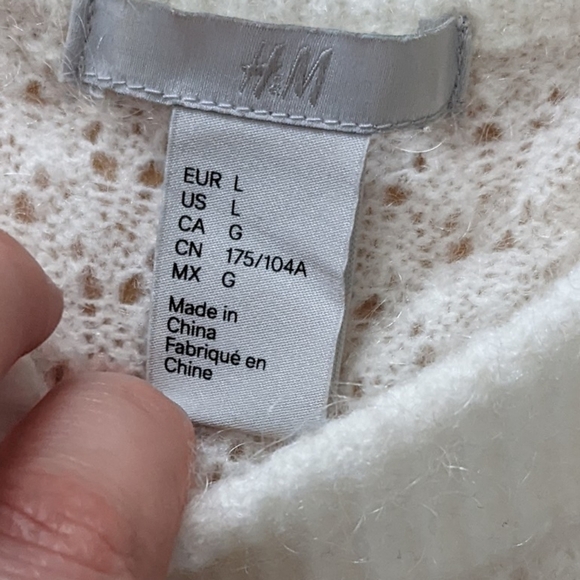 H&M
EUR L
US L
CA G
CN 175/104A
MX G
Made in
China
Fabriqué en
Chine